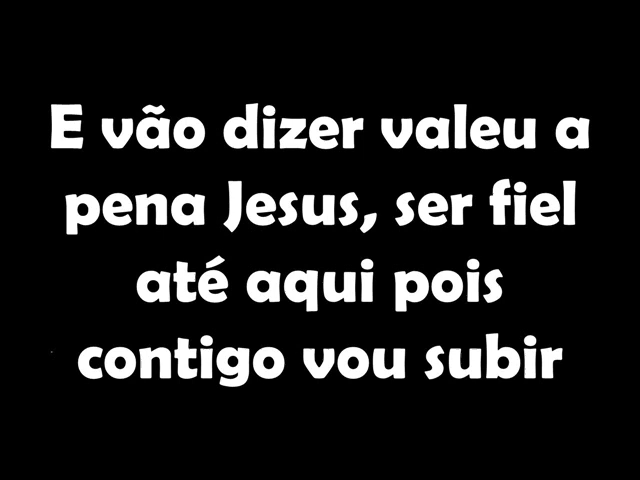 E vão dizer valeu a
pena Jesus, ser fiel
até aqui pois
contigo vou subir